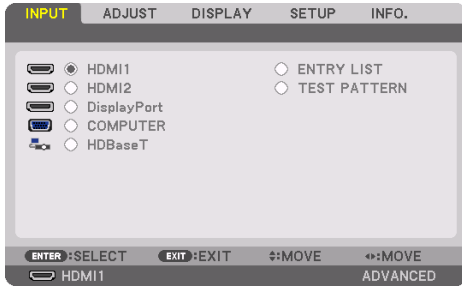 INPUT ADJUST DISPLAY SETUP INFO.
HDMI1 ENTRY LIST
HDMI2 TEST PATTERN
DisplayPort
COMPUTER
HDBaseT
ENTER:SELECT EXIT:EXIT :MOVE :MOVE
HDMI1 ADVANCED